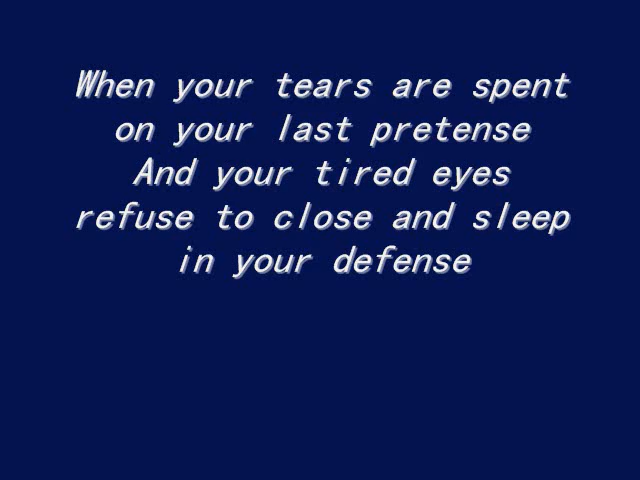 When your tears are spent
on your last pretense
And your tired eyes
refuse to close and sleep
in your defense